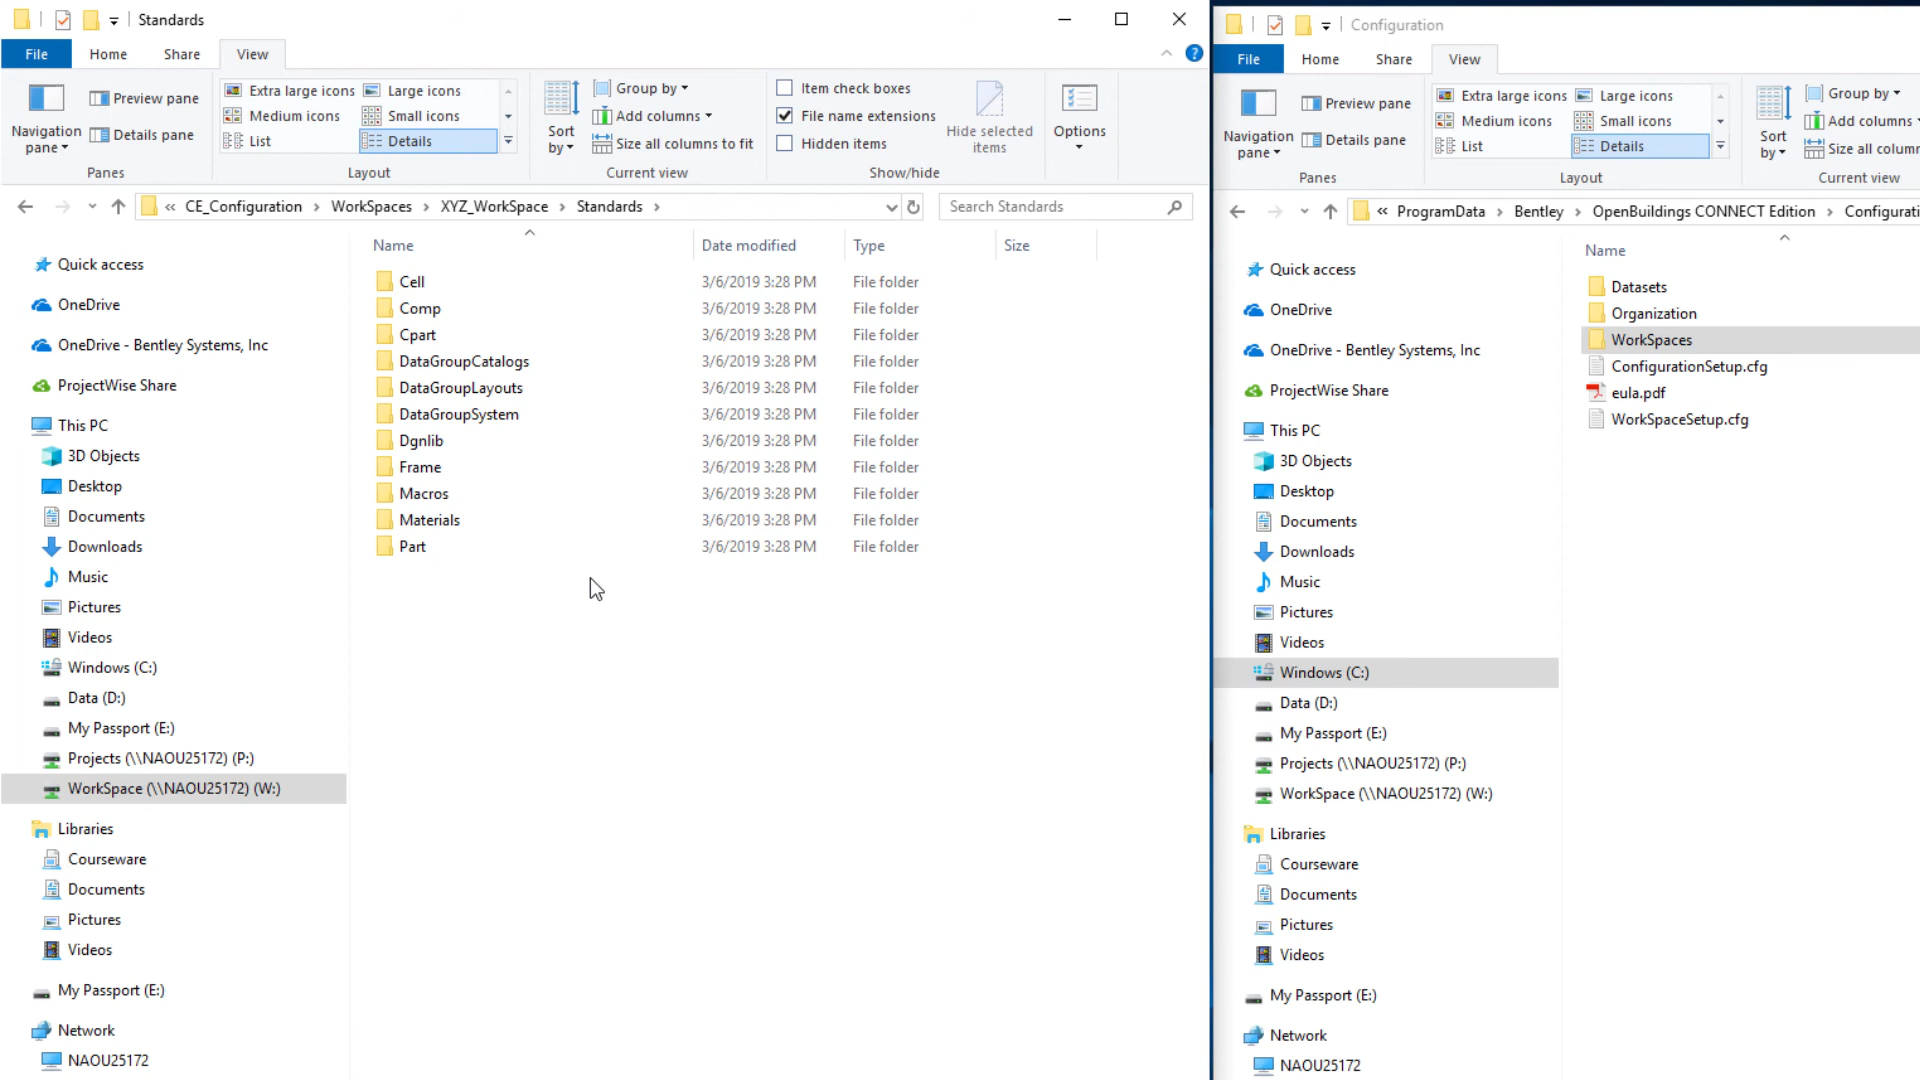 Standards
File Home Share View
Navigation pane
Preview pane
Details pane
Panes
Extra large icons Large icons
Medium icons Small icons
List Details
Layout
Sort by
Group by
Add columns
Size all columns to fit
Current view
Item check boxes
File name extensions
Hidden items
Hide selected items
Show/hide
Options
« CE_Configuration › WorkSpaces › XYZ_WorkSpace › Standards ›
Search Standards
Name Date modified Type Size
Cell 3/6/2019 3:28 PM File folder
Comp 3/6/2019 3:28 PM File folder
Cpart 3/6/2019 3:28 PM File folder
DataGroupCatalogs 3/6/2019 3:28 PM File folder
DataGroupLayouts 3/6/2019 3:28 PM File folder
DataGroupSystem 3/6/2019 3:28 PM File folder
Dgnlib 3/6/2019 3:28 PM File folder
Frame 3/6/2019 3:28 PM File folder
Macros 3/6/2019 3:28 PM File folder
Materials 3/6/2019 3:28 PM File folder
Part 3/6/2019 3:28 PM File folder
Quick access
OneDrive
OneDrive - Bentley Systems, Inc
ProjectWise Share
This PC
3D Objects
Desktop
Documents
Downloads
Music
Pictures
Videos
Windows (C:)
Data (D:)
My Passport (E:)
Projects (\\NAOU25172) (P:)
WorkSpace (\\NAOU25172) (W:)
Libraries
Courseware
Documents
Pictures
Videos
My Passport (E:)
Network
NAOU25172
Configuration
File Home Share View
Navigation pane
Preview pane
Details pane
Panes
Extra large icons Large icons
Medium icons Small icons
List Details
Layout
Sort by
Group by
Add columns
Size all colum
Current view
« ProgramData › Bentley › OpenBuildings CONNECT Edition › Configurati
Name
Datasets
Organization
WorkSpaces
ConfigurationSetup.cfg
eula.pdf
WorkSpaceSetup.cfg
Quick access
OneDrive
OneDrive - Bentley Systems, Inc
ProjectWise Share
This PC
3D Objects
Desktop
Documents
Downloads
Music
Pictures
Videos
Windows (C:)
Data (D:)
My Passport (E:)
Projects (\\NAOU25172) (P:)
WorkSpace (\\NAOU25172) (W:)
Libraries
Courseware
Documents
Pictures
Videos
My Passport (E:)
Network
NAOU25172